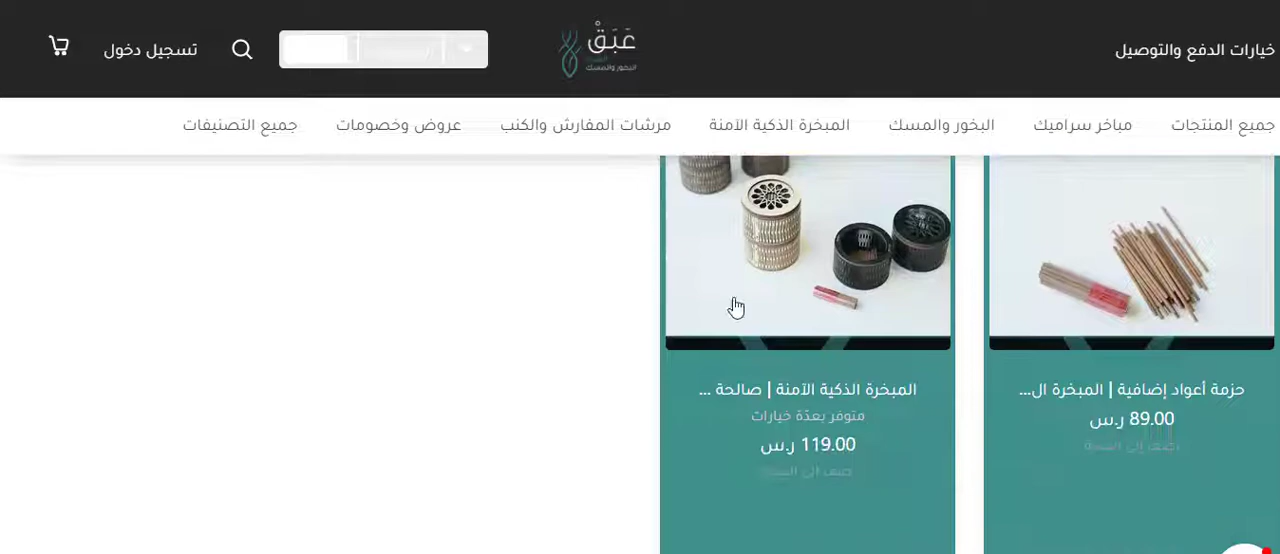 خيارات الدفع والتوصيل
عَبَقْ
البخور والمسك
تسجيل دخول
جميع المنتجات
مباخر سراميك
البخور والمسك
المبخرة الذكية الآمنة
مرشات المفارش والكنب
عروض وخصومات
جميع التصنيفات
حزمة أعواد إضافية | المبخرة ال...
89.00 ر.س
أضف إلى السلة
المبخرة الذكية الآمنة | صالحة ...
متوفر بعدّة خيارات
119.00 ر.س
أضف إلى السلة